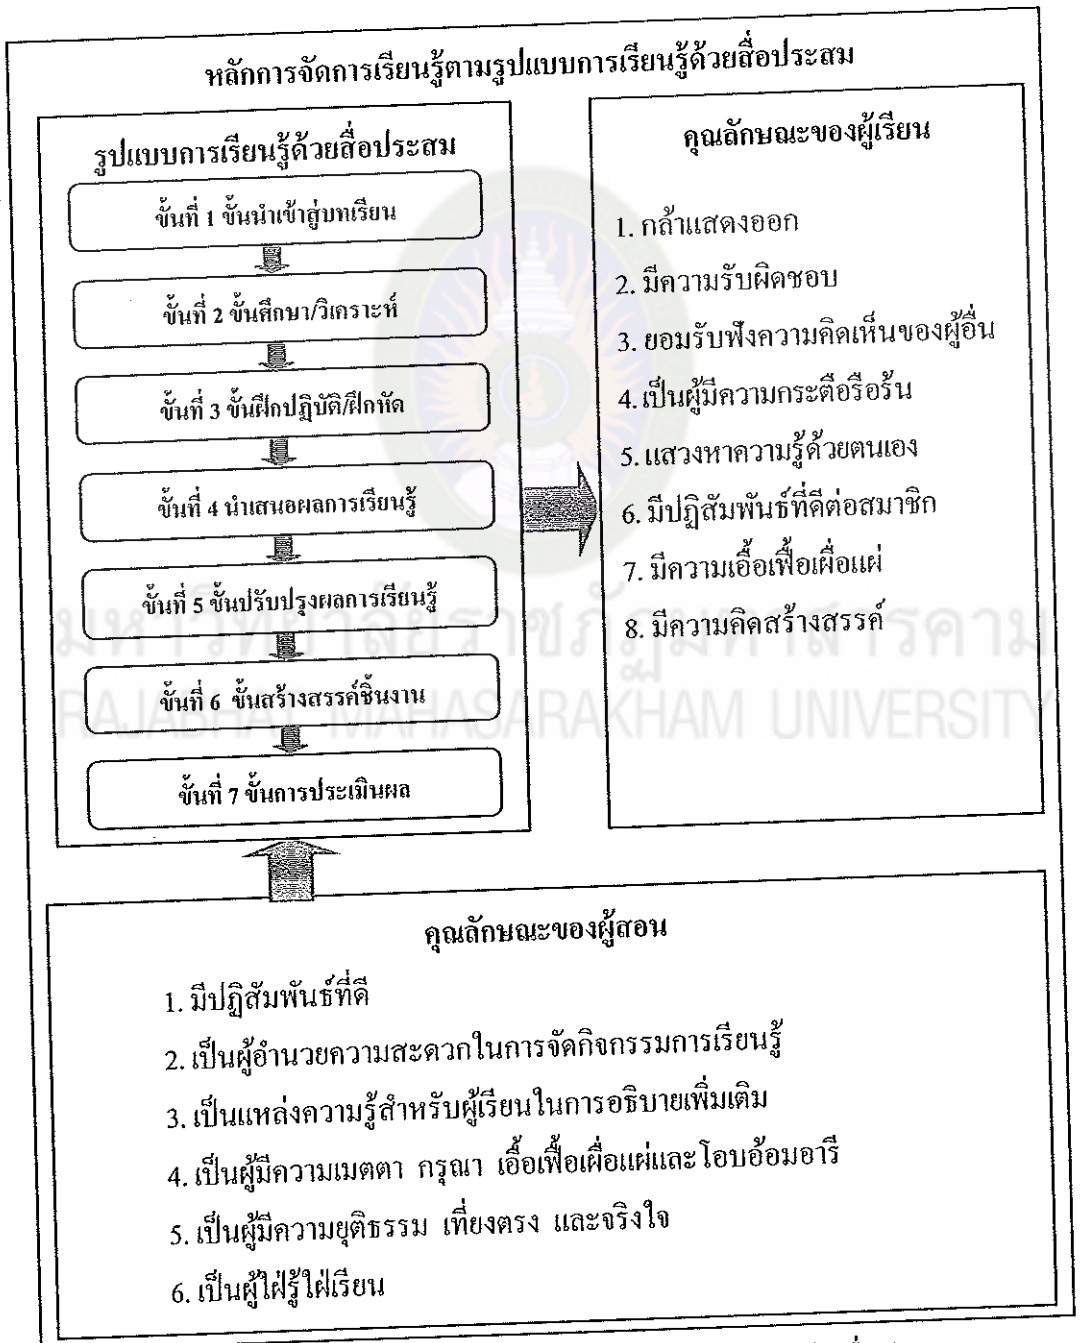 หลักการจัดการเรียนรู้ตามรูปแบบการเรียนรู้ด้วยสื่อประสม
รูปแบบการเรียนรู้ด้วยสื่อประสม
ขั้นที่ 1 ขั้นนำเข้าสู่บทเรียน
ขั้นที่ 2 ขั้นศึกษา/วิเคราะห์
ขั้นที่ 3 ขั้นฝึกปฏิบัติ/ฝึกหัด
ขั้นที่ 4 นำเสนอผลการเรียนรู้
ขั้นที่ 5 ขั้นปรับปรุงผลการเรียนรู้
ขั้นที่ 6 ขั้นสร้างสรรค์ชิ้นงาน
ขั้นที่ 7 ขั้นการประเมินผล
คุณลักษณะของผู้เรียน
1. กล้าแสดงออก
2. มีความรับผิดชอบ
3. ยอมรับฟังความคิดเห็นของผู้อื่น
4. เป็นผู้มีความกระตือรือร้น
5. แสวงหาความรู้ด้วยตนเอง
6. มีปฏิสัมพันธ์ที่ดีต่อสมาชิก
7. มีความเอื้อเฟื้อเผื่อแผ่
8. มีความคิดสร้างสรรค์
มหาวิทยาลัยราชภัฏมหาสารคาม
RAJABHAT MAHASARAKHAM UNIVERSITY
คุณลักษณะของผู้สอน
1. มีปฏิสัมพันธ์ที่ดี
2. เป็นผู้อำนวยความสะดวกในการจัดกิจกรรมการเรียนรู้
3. เป็นแหล่งความรู้สำหรับผู้เรียนในการอธิบายเพิ่มเติม
4. เป็นผู้มีความเมตตา กรุณา เอื้อเฟื้อเผื่อแผ่และโอบอ้อมอารี
5. เป็นผู้มีความยุติธรรม เที่ยงตรง และจริงใจ
6. เป็นผู้ใฝ่รู้ใฝ่เรียน